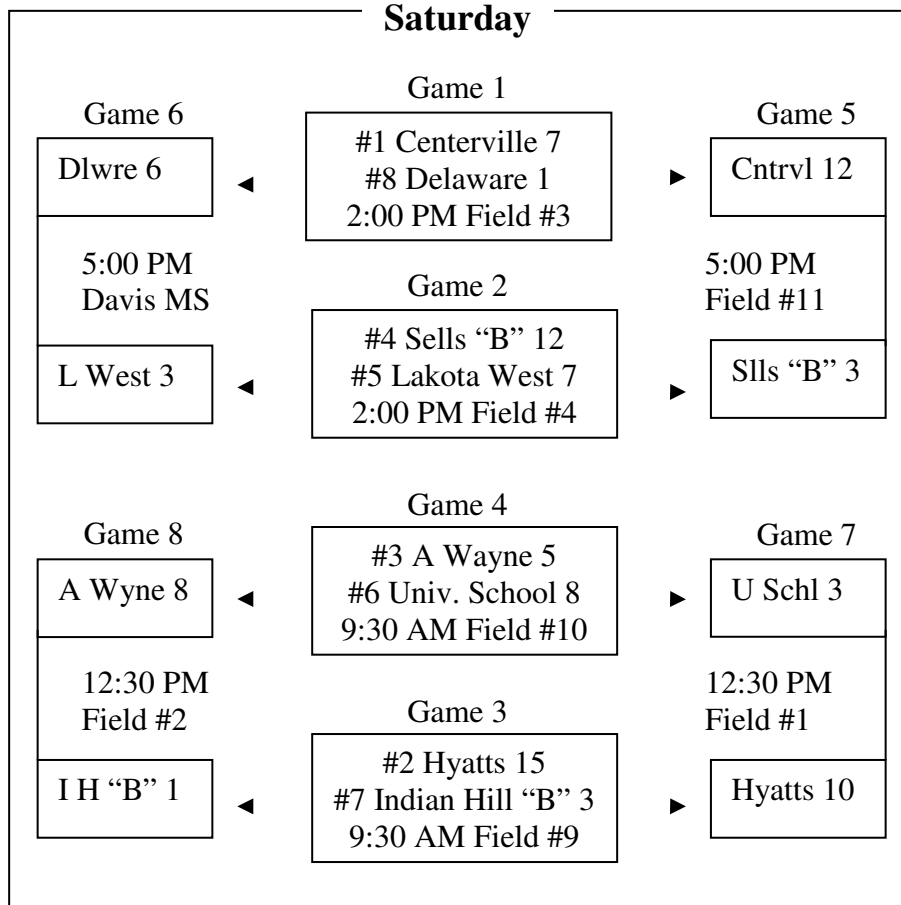 Saturday
Game 1
Game 6
Game 5
#1 Centerville 7
#8 Delaware 1
2:00 PM Field #3
Dlwre 6
Cntrvl 12
5:00 PM
Davis MS
5:00 PM
Field #11
Game 2
#4 Sells “B” 12
#5 Lakota West 7
2:00 PM Field #4
L West 3
Slls “B” 3
Game 4
Game 8
Game 7
#3 A Wayne 5
#6 Univ. School 8
9:30 AM Field #10
A Wyne 8
U Schl 3
12:30 PM
Field #2
12:30 PM
Field #1
Game 3
#2 Hyatts 15
#7 Indian Hill “B” 3
9:30 AM Field #9
I H “B” 1
Hyatts 10